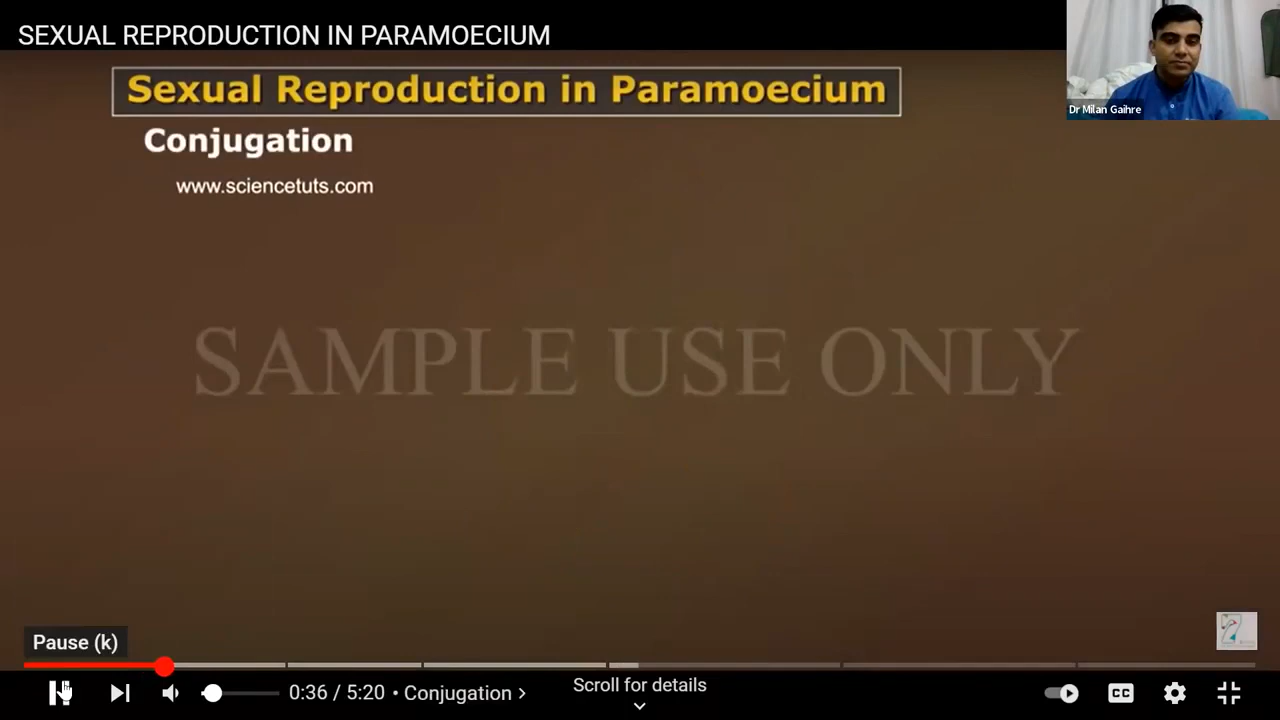 SEXUAL REPRODUCTION IN PARAMOECIUM
Dr Milan Gaihre
Sexual Reproduction in Paramoecium
Conjugation
www.sciencetuts.com
SAMPLE USE ONLY
Pause (k)
0:36 / 5:20 • Conjugation >
Scroll for details
CC